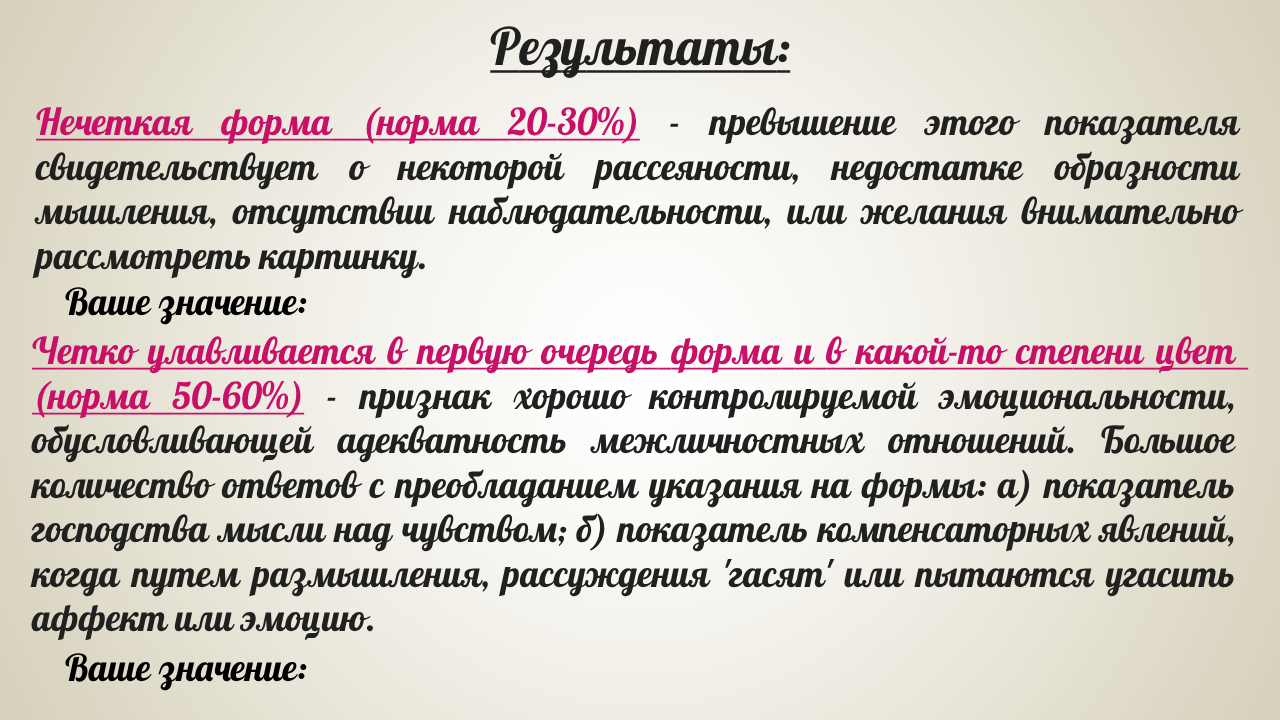 Результаты:
Нечеткая форма (норма 20-30%) - превышение этого показателя
свидетельствует о некоторой рассеяности, недостатке образности
мышления, отсутствии наблюдательности, или желания внимательно
рассмотреть картинку.
Ваше значение:
Четко улавливается в первую очередь форма и в какой-то степени цвет
(норма 50-60%) - признак хорошо контролируемой эмоциональности,
обусловливающей адекватность межличностных отношений. Большое
количество ответов с преобладанием указания на формы: а) показатель
господства мысли над чувством; б) показатель компенсаторных явлений,
когда путем размышления, рассуждения 'гасят' или пытаются угасить
аффект или эмоцию.
Ваше значение: